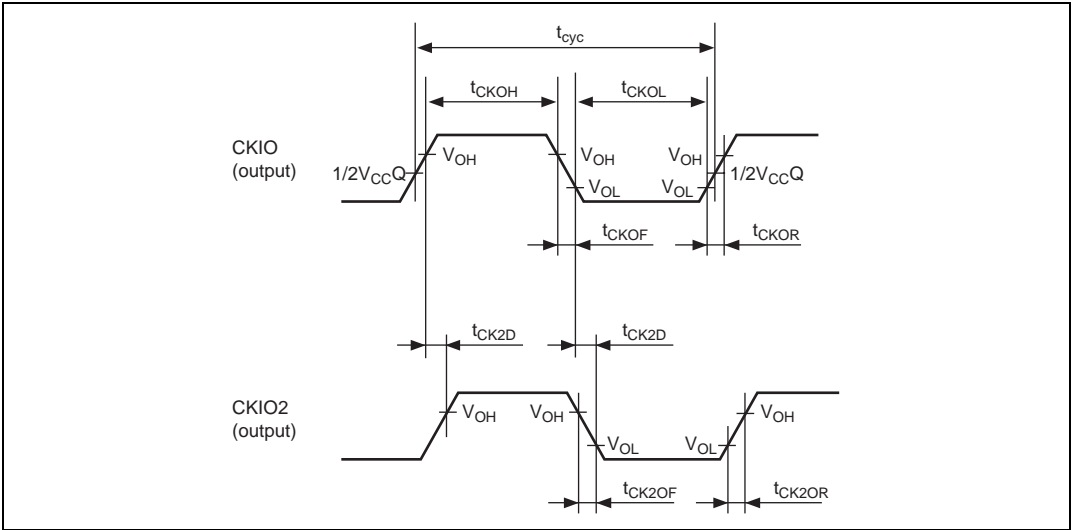 tcyc
tCKOH
tCKOL
CKIO
(output)
1/2VCCQ
VOH
VOH
VOL
VOH
VOL
1/2VCCQ
tCKOF
tCKOR
tCK2D
tCK2D
CKIO2
(output)
VOH
VOH
VOL
VOL
VOH
tCK2OF
tCK2OR